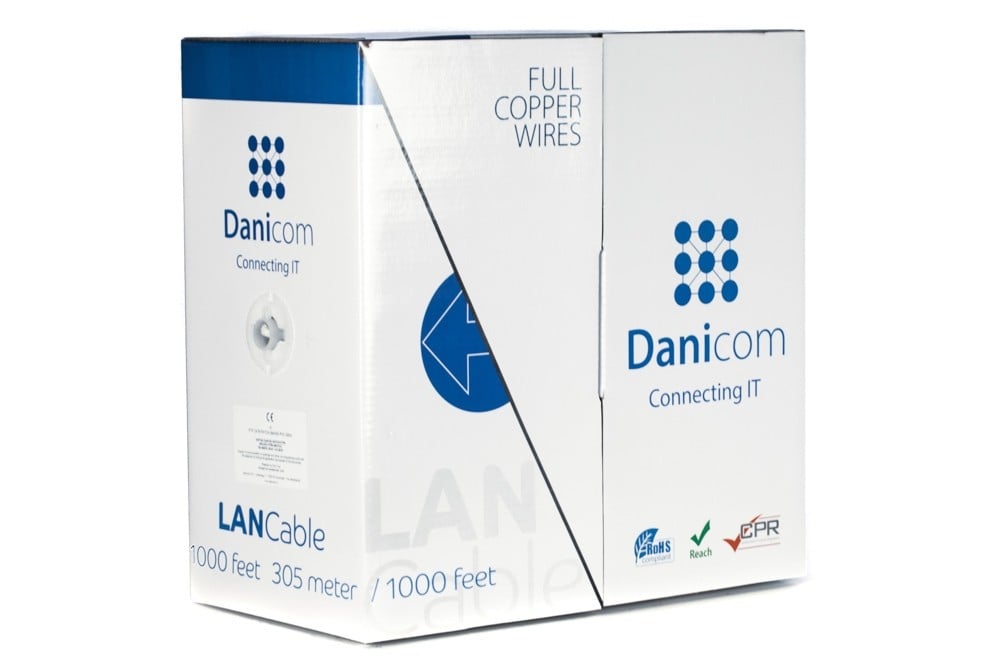 Danicom
Connecting IT
CE
LANCable
1000 feet 305 meter / 1000 feet
FULL
COPPER
WIRES
LAN
Cable
Danicom
Connecting IT
RoHS
compliant
Reach
CPR